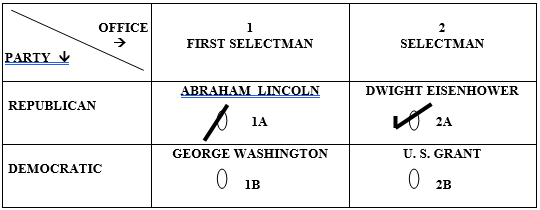 OFFICE
→
PARTY ↓
1
FIRST SELECTMAN
2
SELECTMAN
REPUBLICAN
ABRAHAM LINCOLN
1A
DWIGHT EISENHOWER
2A
DEMOCRATIC
GEORGE WASHINGTON
1B
U. S. GRANT
2B